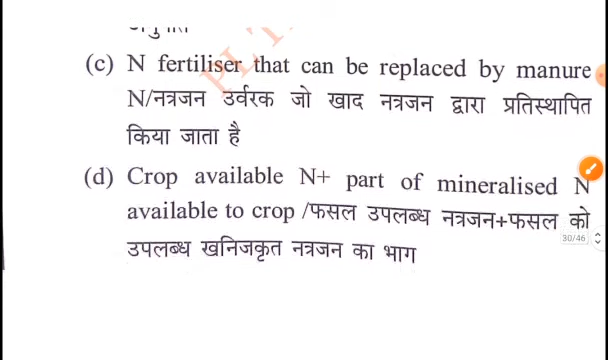 अनुपात
(c) N fertiliser that can be replaced by manure
N/नत्रजन उर्वरक जो खाद नत्रजन द्वारा प्रतिस्थापित
किया जाता है
(d) Crop available N+ part of mineralised N
available to crop /फसल उपलब्ध नत्रजन+फसल को
उपलब्ध खनिजकृत नत्रजन का भाग
30/46